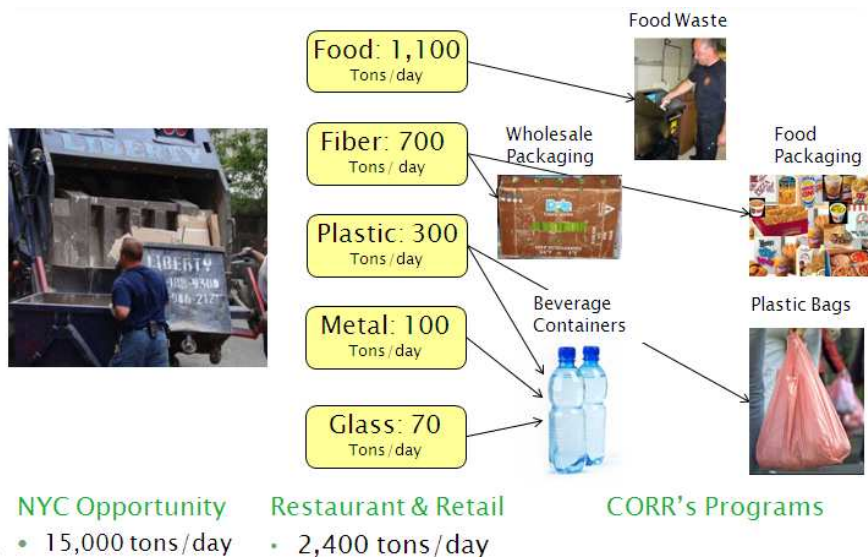 Food Waste
Food: 1,100
Tons/day
Fiber: 700
Tons/day
Wholesale
Packaging
Food
Packaging
LIBERTY
LIBERTY
Dole
Plastic: 300
Tons/day
Beverage
Containers
Plastic Bags
Metal: 100
Tons/day
Glass: 70
Tons/day
NYC Opportunity
• 15,000 tons/day
Restaurant & Retail
• 2,400 tons/day
CORR's Programs